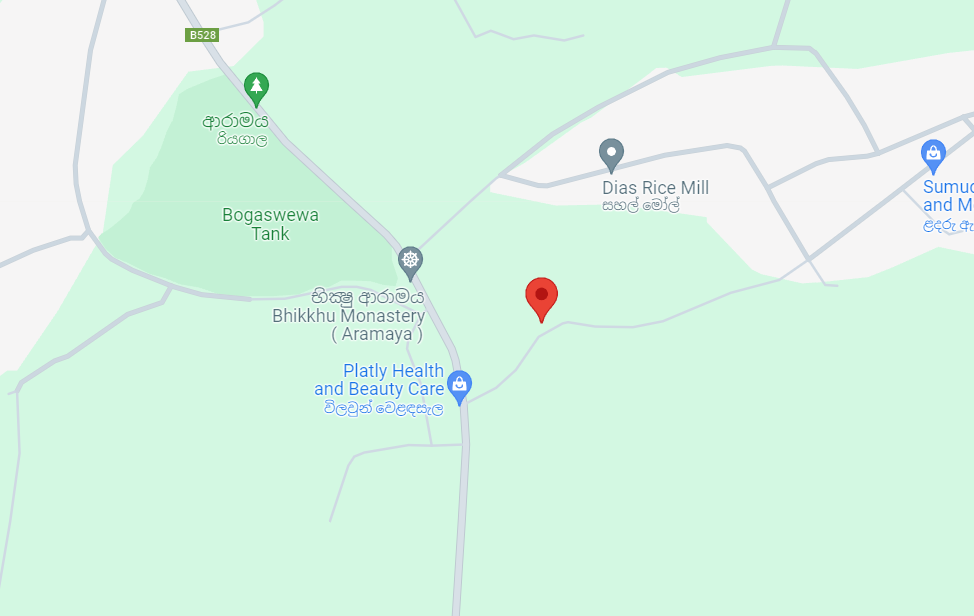 B528
ආරාමය
රියගාල
Bogaswewa
Tank
Dias Rice Mill
සහල් මෝල්
Sumud
and M
ළදරු ඇ
භික්‍ෂු ආරාමය
Bhikkhu Monastery
( Aramaya )
Platly Health
and Beauty Care
විලවුන් වෙළඳසැල